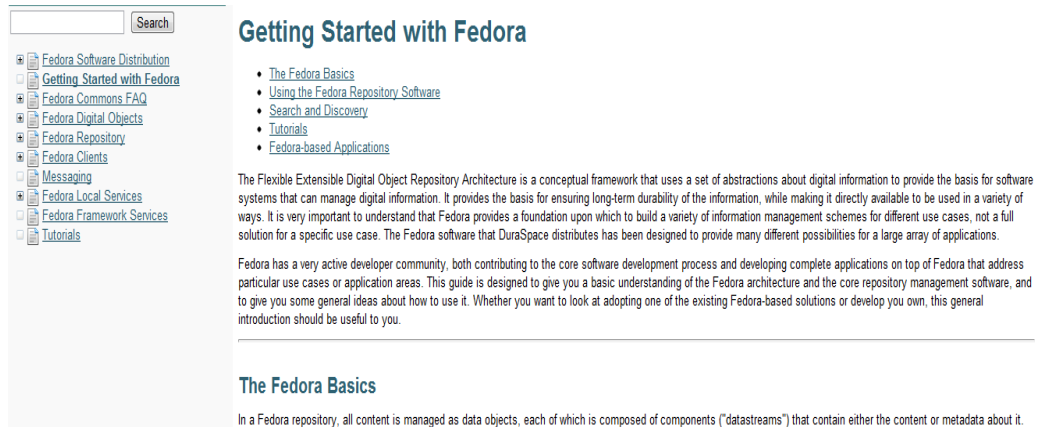 Search
Fedora Software Distribution
Getting Started with Fedora
Fedora Commons FAQ
Fedora Digital Objects
Fedora Repository
Fedora Clients
Messaging
Fedora Local Services
Fedora Framework Services
Tutorials
Getting Started with Fedora
The Fedora Basics
Using the Fedora Repository Software
Search and Discovery
Tutorials
Fedora-based Applications
The Flexible Extensible Digital Object Repository Architecture is a conceptual framework that uses a set of abstractions about digital information to provide the basis for software
systems that can manage digital information. It provides the basis for ensuring long-term durability of the information, while making it directly available to be used in a variety of
ways. It is very important to understand that Fedora provides a foundation upon which to build a variety of information management schemes for different use cases, not a full
solution for a specific use case. The Fedora software that DuraSpace distributes has been designed to provide many different possibilities for a large array of applications.
Fedora has a very active developer community, both contributing to the core software development process and developing complete applications on top of Fedora that address
particular use cases or application areas. This guide is designed to give you a basic understanding of the Fedora architecture and the core repository management software, and
to give you some general ideas about how to use it. Whether you want to look at adopting one of the existing Fedora-based solutions or develop you own, this general
introduction should be useful to you.
The Fedora Basics
In a Fedora repository, all content is managed as data objects, each of which is composed of components ("datastreams") that contain either the content or metadata about it.